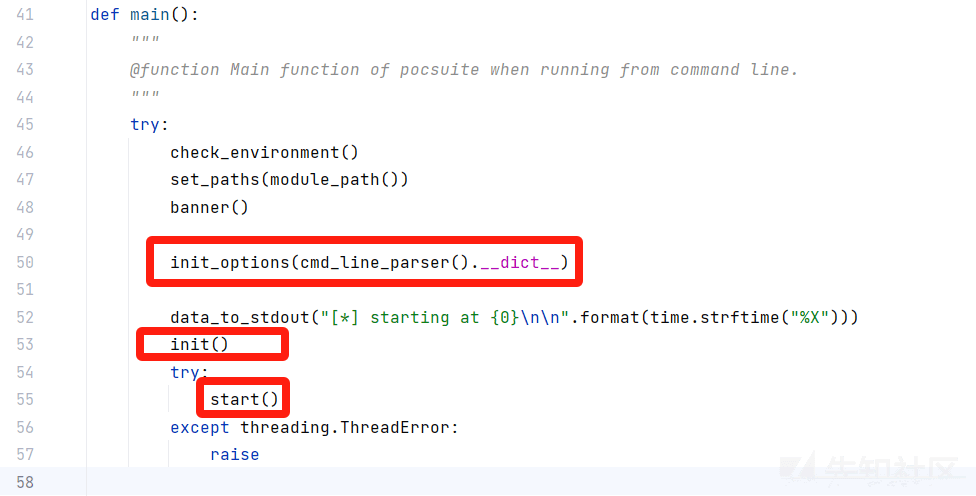 41 def main():
42 """
43 @function Main function of pocsuite when running from command line.
44 """
45 try:
46 check_environment()
47 set_paths(module_path())
48 banner()
49
50 init_options(cmd_line_parser().__dict__)
51
52 data_to_stdout("[*] starting at {0}\n\n".format(time.strftime("%X")))
53 init()
54 try:
55 start()
56 except threading.ThreadError:
57 raise
58
先知社区